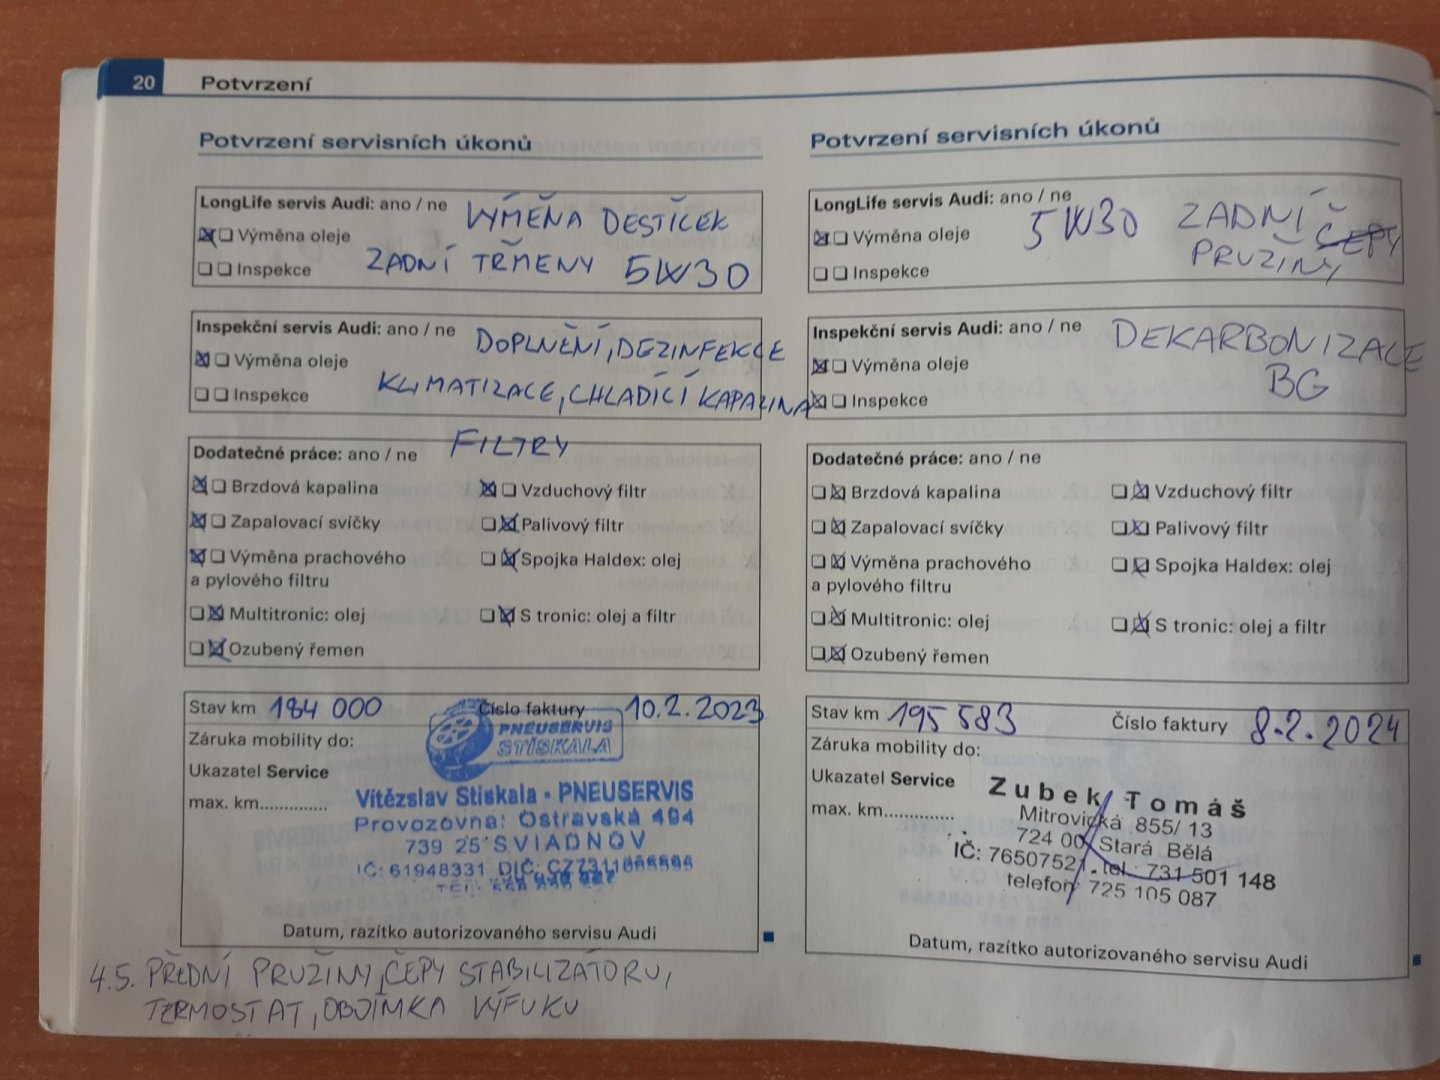 20 Potvrzení
Potvrzení servisních úkonů
LongLife servis Audi: ano / ne VÝMĚNA DESTIČEK
Výměna oleje
ZADNÍ TŘMENY 5W30
Inspekce
Inspekční servis Audi: ano / ne
DOPLNĚNÍ, DEZINFEKCE
Výměna oleje
KLIMATIZACE, CHLADÍCÍ KAPALINA
Inspekce
FILTRY
Dodatečné práce: ano / ne
Brzdová kapalina Vzduchový filtr
Zapalovací svíčky Palivový filtr
Výměna prachového Spojka Haldex: olej
a pylového filtru
Multitronic: olej S tronic: olej a filtr
Ozubený řemen
Stav km 184 000 Číslo faktury 10.2.2023
PNEUSERVIS
STÍSKALA
Záruka mobility do:
Ukazatel Service
max. km..............
Vítězslav Stiskala - PNEUSERVIS
Provozovna: Ostravská 494
739 25 SVIADNOV
IČ: 61948331 DIČ:
Datum, razítko autorizovaného servisu Audi
4.5. PŘEDNÍ PRUŽINY, ČEPY STABILIZÁTORU,
TERMOSTAT, OBJÍMKA VÝFUKU
Potvrzení servisních úkonů
LongLife servis Audi: ano / ne
5W30 ZADNÍ ČEPY
Výměna oleje
PRUŽINY
Inspekce
Inspekční servis Audi: ano / ne DEKARBONIZACE
Výměna oleje
BG
Inspekce
Dodatečné práce: ano / ne
Brzdová kapalina Vzduchový filtr
Zapalovací svíčky Palivový filtr
Výměna prachového Spojka Haldex: olej
a pylového filtru
Multitronic: olej S tronic: olej a filtr
Ozubený řemen
Stav km 195 583 Číslo faktury 8.2.2024
Záruka mobility do:
Ukazatel Service
max. km..............
Zubek Tomáš
Mitrovická 855/ 13
724 00 Stará Bělá
IČ: 76507521, tel.: 731 501 148
telefon: 725 105 087
Datum, razítko autorizovaného servisu Audi